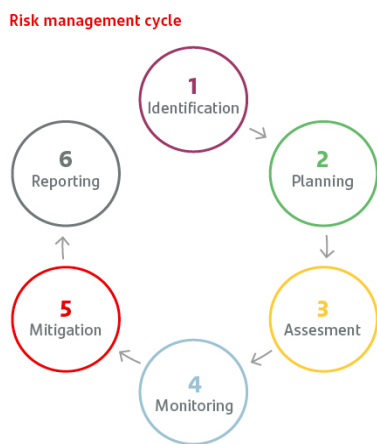 Risk management cycle
1
Identification
2
Planning
3
Assesment
4
Monitoring
5
Mitigation
6
Reporting